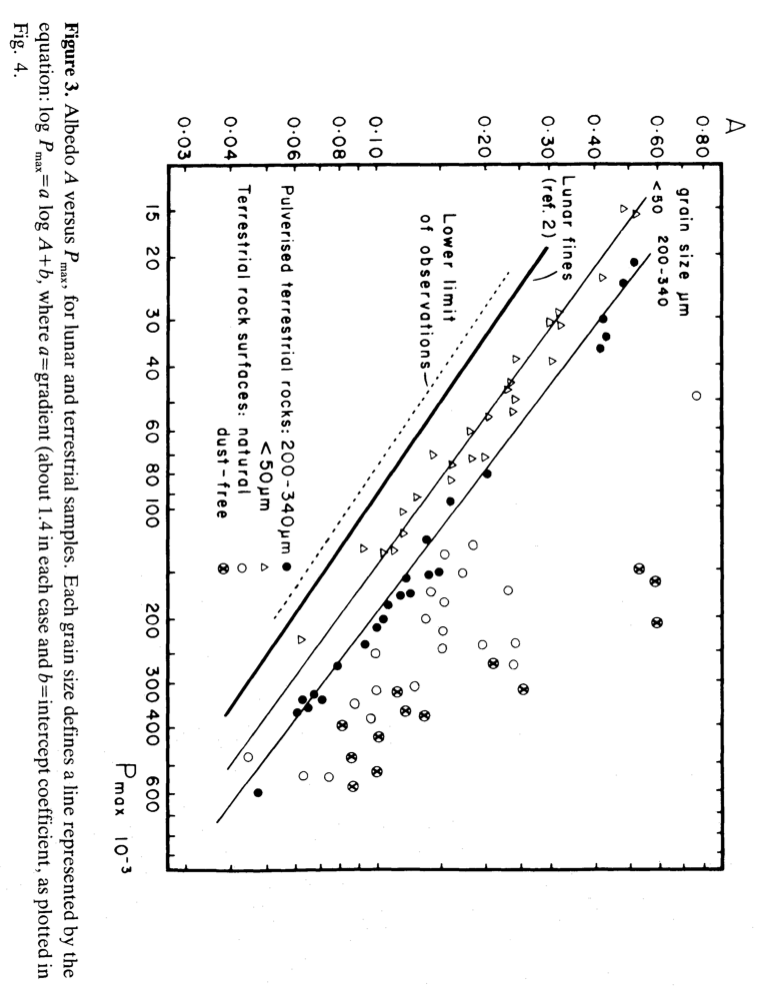 A
0·80
0·60
0·40
0·30
0·20
0·10
0·08
0·06
0·04
0·03
grain size μm
<50 200-340
Lunar fines
(ref. 2)
Lower limit
of observations
Pulverised terrestrial rocks: 200-340μm
<50μm
Terrestrial rock surfaces: natural
dust-free
15 20 30 40 60 80 100 200 300 400 600
Pmax 10-3
Figure 3. Albedo A versus Pmax, for lunar and terrestrial samples. Each grain size defines a line represented by the
equation: log Pmax=a log A+b, where a=gradient (about 1.4 in each case and b=intercept coefficient, as plotted in
Fig. 4.